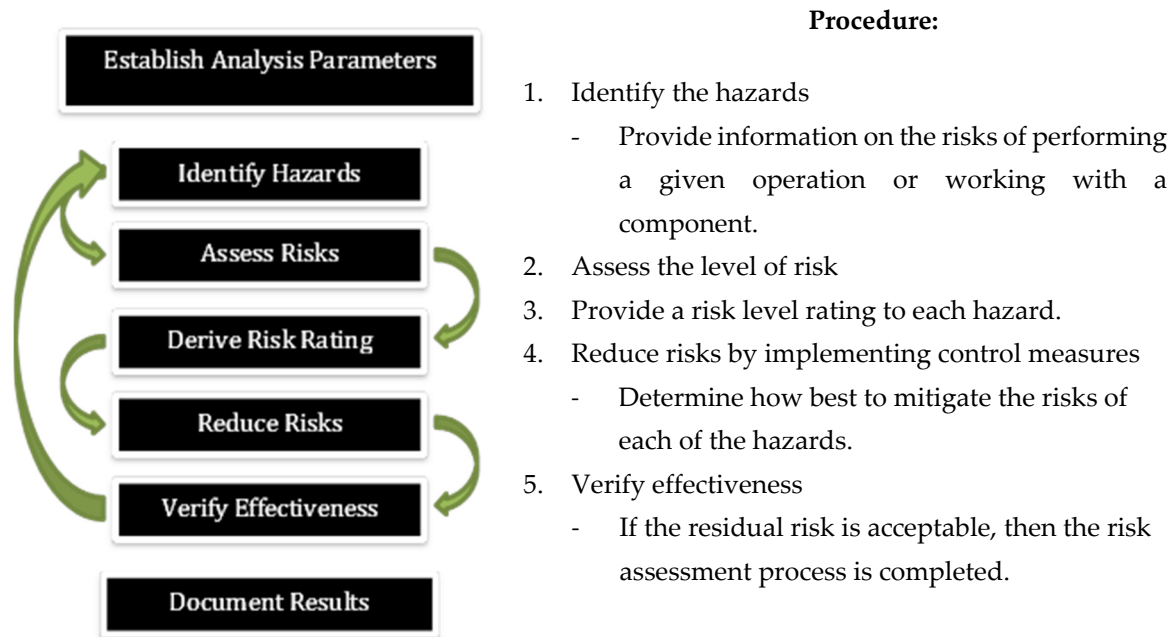 Establish Analysis Parameters
Identify Hazards
Assess Risks
Derive Risk Rating
Reduce Risks
Verify Effectiveness
Document Results
Procedure:
1. Identify the hazards
- Provide information on the risks of performing
a given operation or working with a
component.
2. Assess the level of risk
3. Provide a risk level rating to each hazard.
4. Reduce risks by implementing control measures
- Determine how best to mitigate the risks of
each of the hazards.
5. Verify effectiveness
- If the residual risk is acceptable, then the risk
assessment process is completed.